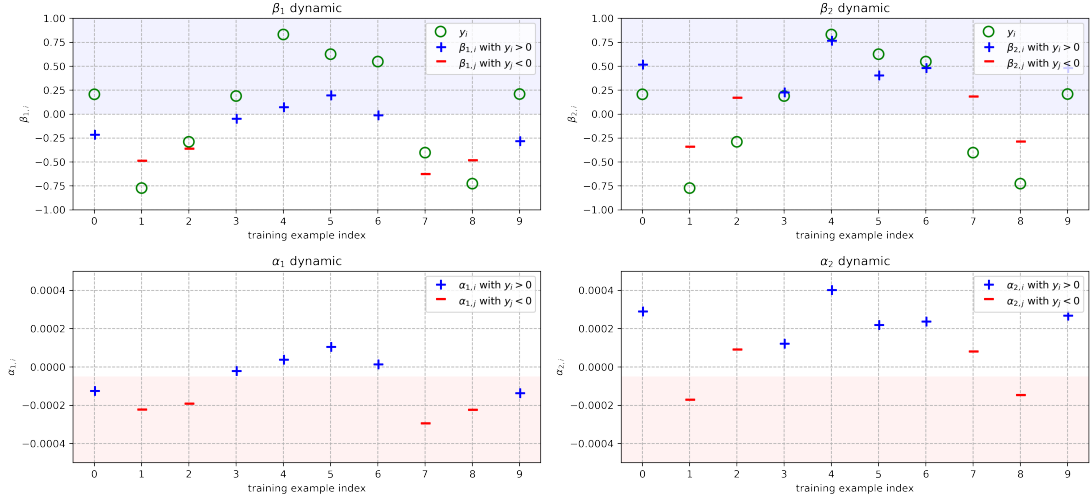 β₁ dynamic
1.00
0.75
0.50
0.25
0.00
−0.25
−0.50
−0.75
−1.00
β₁,ᵢ
yᵢ
β₁,ᵢ with yᵢ > 0
β₁,ⱼ with yⱼ < 0
0 1 2 3 4 5 6 7 8 9
training example index
β₂ dynamic
1.00
0.75
0.50
0.25
0.00
−0.25
−0.50
−0.75
−1.00
β₂,ᵢ
yᵢ
β₂,ᵢ with yᵢ > 0
β₂,ⱼ with yⱼ < 0
0 1 2 3 4 5 6 7 8 9
training example index
α₁ dynamic
0.0004
0.0002
0.0000
−0.0002
−0.0004
α₁,ᵢ
α₁,ᵢ with yᵢ > 0
α₁,ⱼ with yⱼ < 0
0 1 2 3 4 5 6 7 8 9
training example index
α₂ dynamic
0.0004
0.0002
0.0000
−0.0002
−0.0004
α₂,ᵢ
α₂,ᵢ with yᵢ > 0
α₂,ⱼ with yⱼ < 0
0 1 2 3 4 5 6 7 8 9
training example index